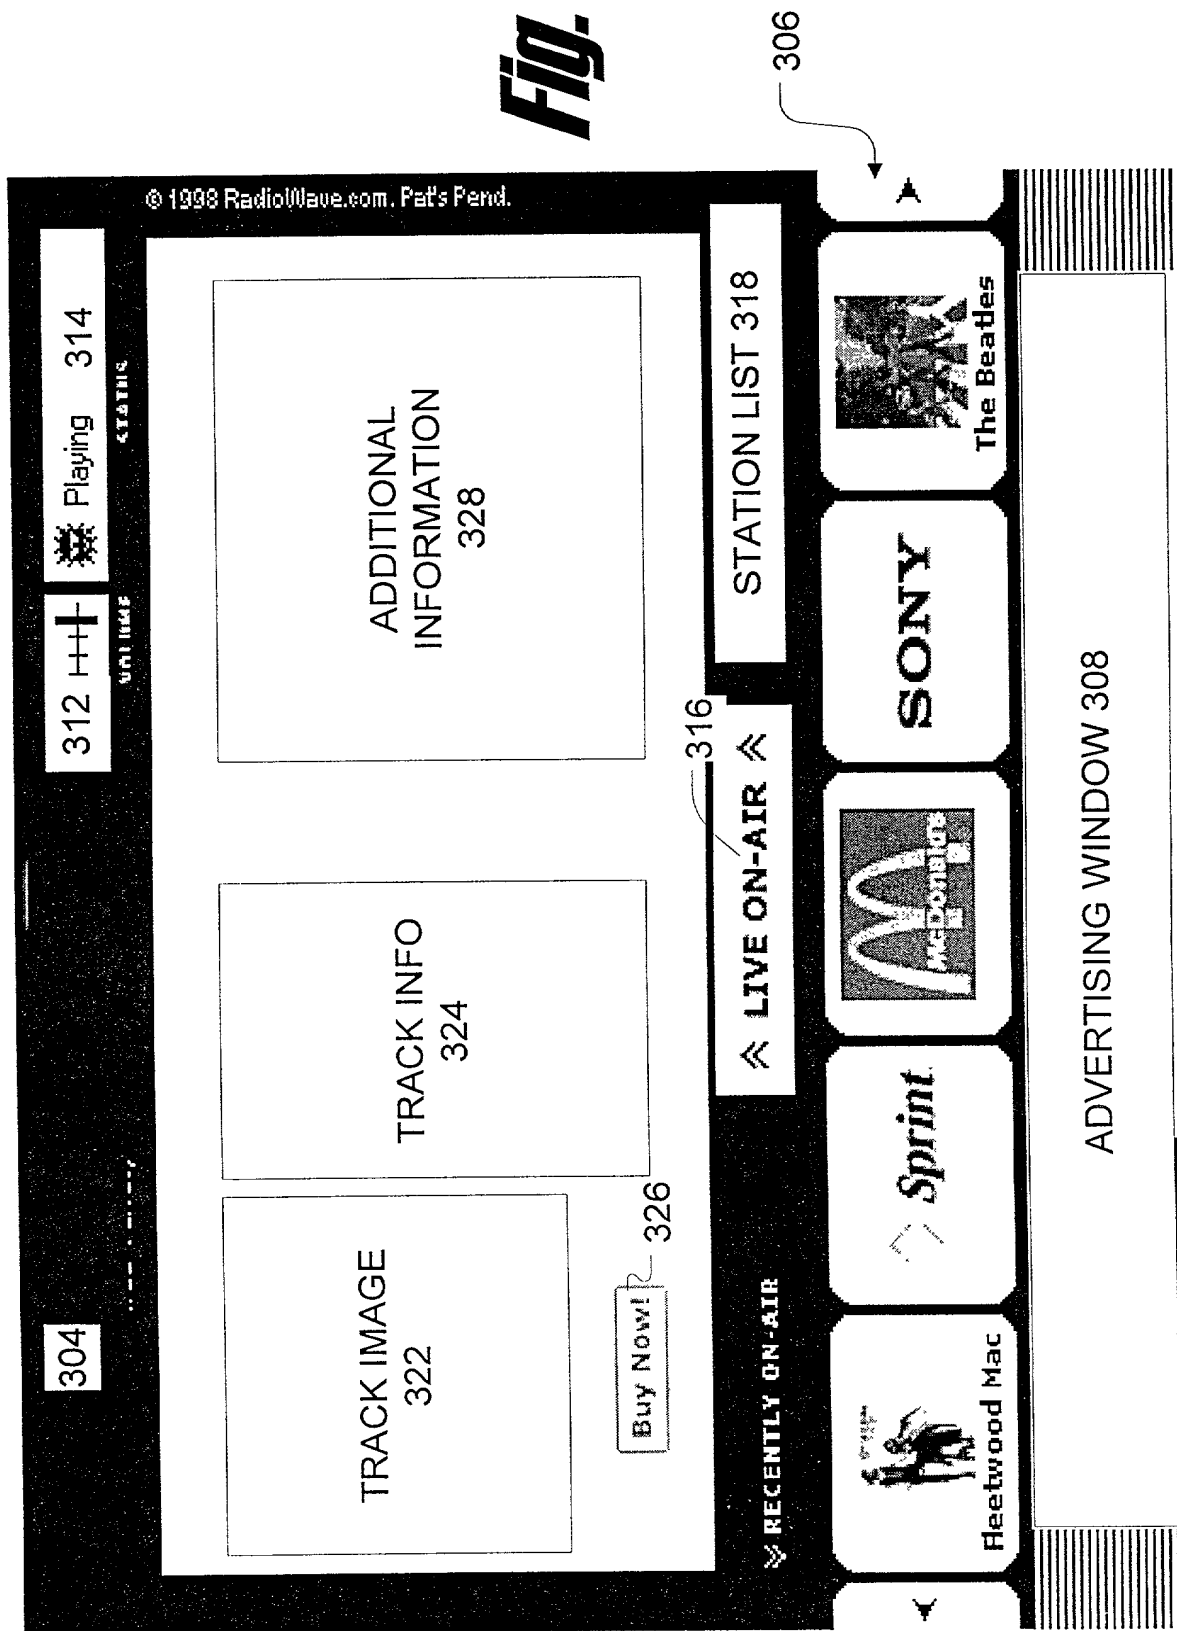 304
312
Playing 314
VOLUME
STATUS
© 1998 RadioWave.com. Pat's Pend.
TRACK IMAGE
322
TRACK INFO
324
ADDITIONAL
INFORMATION
328
Buy Now!
326
RECENTLY ON-AIR
LIVE ON-AIR
316
STATION LIST 318
Fleetwood Mac
Sprint
McDonald's
SONY
The Beatles
306
ADVERTISING WINDOW 308
Fig.